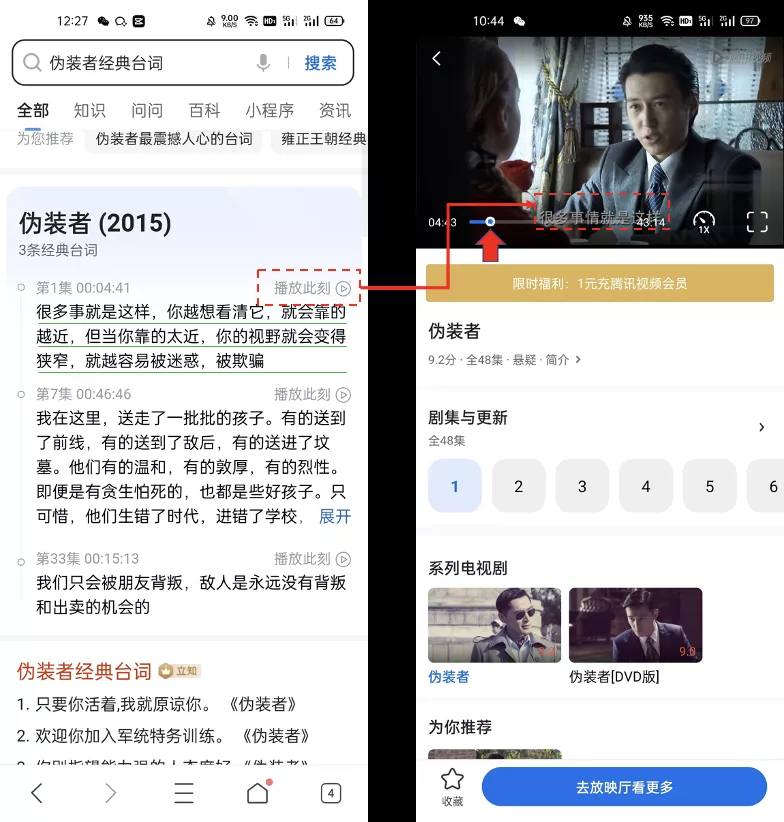 12:27
9.00
KB/S
HD
5G
2G
64
伪装者经典台词
搜索
全部 知识 问问 百科 小程序 资讯
为您推荐
伪装者最震撼人心的台词
雍正王朝经典
伪装者 (2015)
3条经典台词
第1集 00:04:41
播放此刻
很多事就是这样，你越想看清它，就会靠的
越近，但当你靠的太近，你的视野就会变得
狭窄，就越容易被迷惑，被欺骗
第7集 00:46:46
播放此刻
我在这里，送走了一批批的孩子。有的送到
了前线，有的送到了敌后，有的送进了坟
墓。他们有的温和，有的敦厚，有的烈性。
即便是有贪生怕死的，也都是些好孩子。只
可惜，他们生错了时代，进错了学校， 展开
第33集 00:15:13
播放此刻
我们只会被朋友背叛，敌人是永远没有背叛
和出卖的机会的
伪装者经典台词 立知
1. 只要你活着,我就原谅你。 《伪装者》
2. 欢迎你加入军统特务训练。 《伪装者》
4
10:44
935
KB/S
HD
5G
2G
97
腾讯视频
很多事情就是这样
04:43
43:14
1X
限时福利：1元充腾讯视频会员
伪装者
9.2分 · 全48集 · 悬疑 · 简介
剧集与更新
全48集
1 2 3 4 5 6
系列电视剧
9.0
伪装者
伪装者[DVD版]
为你推荐
收藏
去放映厅看更多